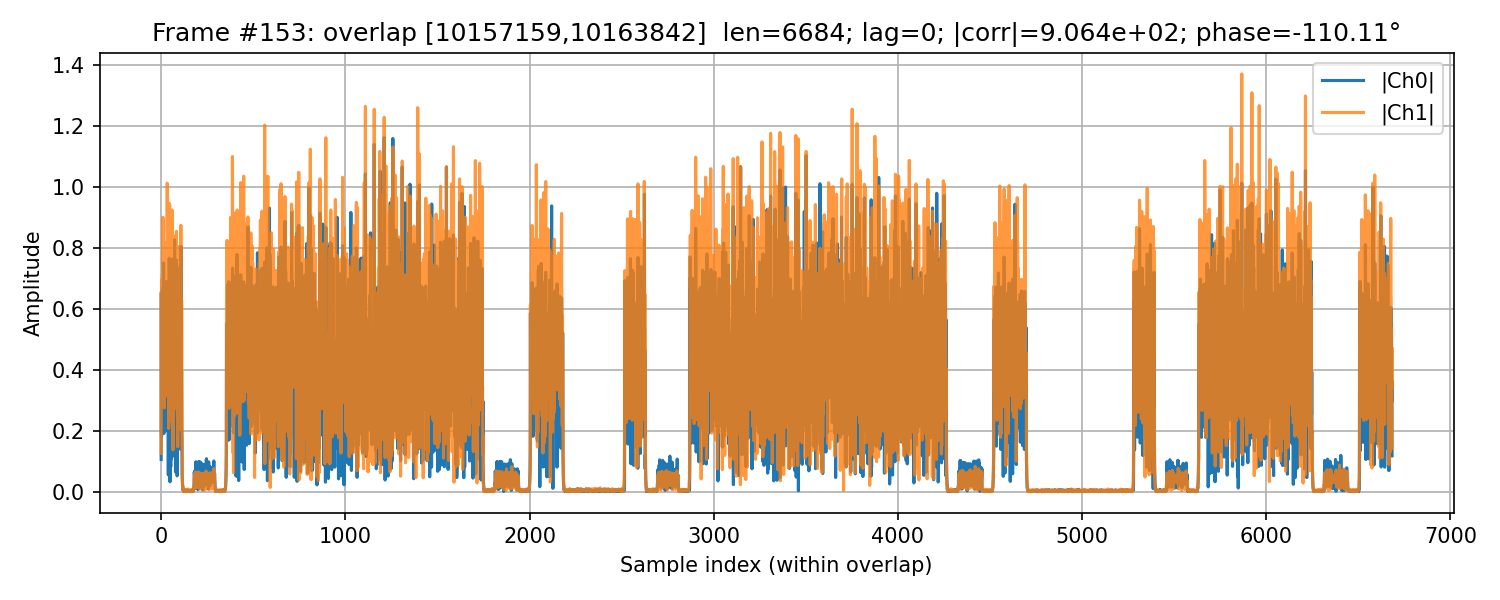 Frame #153: overlap [10157159,10163842]  len=6684; lag=0; |corr|=9.064e+02; phase=-110.11°
|Ch0|
|Ch1|
Amplitude
1.4
1.2
1.0
0.8
0.6
0.4
0.2
0.0
0 1000 2000 3000 4000 5000 6000 7000
Sample index (within overlap)